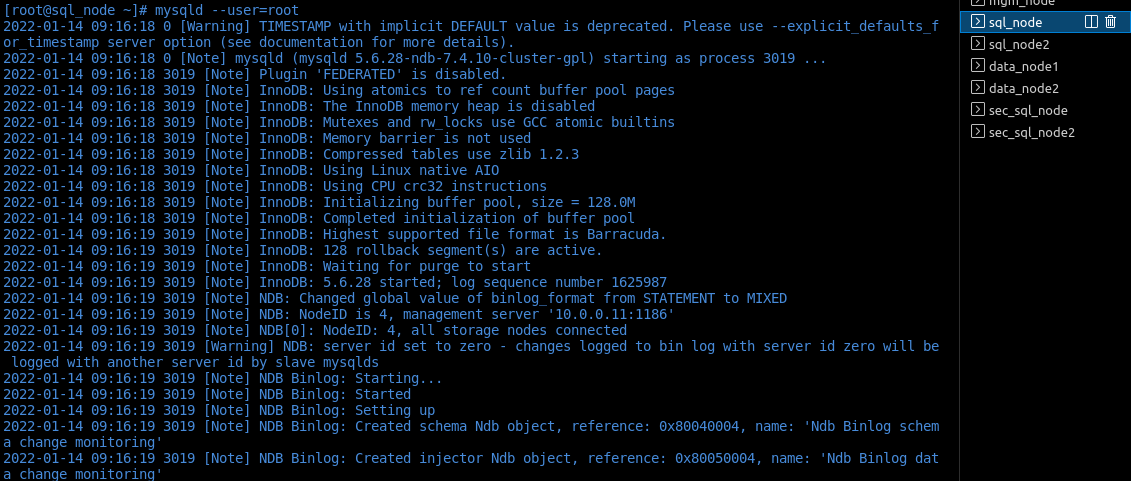 [root@sql_node ~]# mysqld --user=root
2022-01-14 09:16:18 0 [Warning] TIMESTAMP with implicit DEFAULT value is deprecated. Please use --explicit_defaults_f
or_timestamp server option (see documentation for more details).
2022-01-14 09:16:18 0 [Note] mysqld (mysqld 5.6.28-ndb-7.4.10-cluster-gpl) starting as process 3019 ...
2022-01-14 09:16:18 3019 [Note] Plugin 'FEDERATED' is disabled.
2022-01-14 09:16:18 3019 [Note] InnoDB: Using atomics to ref count buffer pool pages
2022-01-14 09:16:18 3019 [Note] InnoDB: The InnoDB memory heap is disabled
2022-01-14 09:16:18 3019 [Note] InnoDB: Mutexes and rw_locks use GCC atomic builtins
2022-01-14 09:16:18 3019 [Note] InnoDB: Memory barrier is not used
2022-01-14 09:16:18 3019 [Note] InnoDB: Compressed tables use zlib 1.2.3
2022-01-14 09:16:18 3019 [Note] InnoDB: Using Linux native AIO
2022-01-14 09:16:18 3019 [Note] InnoDB: Using CPU crc32 instructions
2022-01-14 09:16:18 3019 [Note] InnoDB: Initializing buffer pool, size = 128.0M
2022-01-14 09:16:18 3019 [Note] InnoDB: Completed initialization of buffer pool
2022-01-14 09:16:19 3019 [Note] InnoDB: Highest supported file format is Barracuda.
2022-01-14 09:16:19 3019 [Note] InnoDB: 128 rollback segment(s) are active.
2022-01-14 09:16:19 3019 [Note] InnoDB: Waiting for purge to start
2022-01-14 09:16:19 3019 [Note] InnoDB: 5.6.28 started; log sequence number 1625987
2022-01-14 09:16:19 3019 [Note] NDB: Changed global value of binlog_format from STATEMENT to MIXED
2022-01-14 09:16:19 3019 [Note] NDB: NodeID is 4, management server '10.0.0.11:1186'
2022-01-14 09:16:19 3019 [Note] NDB[0]: NodeID: 4, all storage nodes connected
2022-01-14 09:16:19 3019 [Warning] NDB: server id set to zero - changes logged to bin log with server id zero will be
 logged with another server id by slave mysqlds
2022-01-14 09:16:19 3019 [Note] NDB Binlog: Starting...
2022-01-14 09:16:19 3019 [Note] NDB Binlog: Started
2022-01-14 09:16:19 3019 [Note] NDB Binlog: Setting up
2022-01-14 09:16:19 3019 [Note] NDB Binlog: Created schema Ndb object, reference: 0x80040004, name: 'Ndb Binlog schem
a change monitoring'
2022-01-14 09:16:19 3019 [Note] NDB Binlog: Created injector Ndb object, reference: 0x80050004, name: 'Ndb Binlog dat
a change monitoring'
mgm_node
sql_node
sql_node2
data_node1
data_node2
sec_sql_node
sec_sql_node2